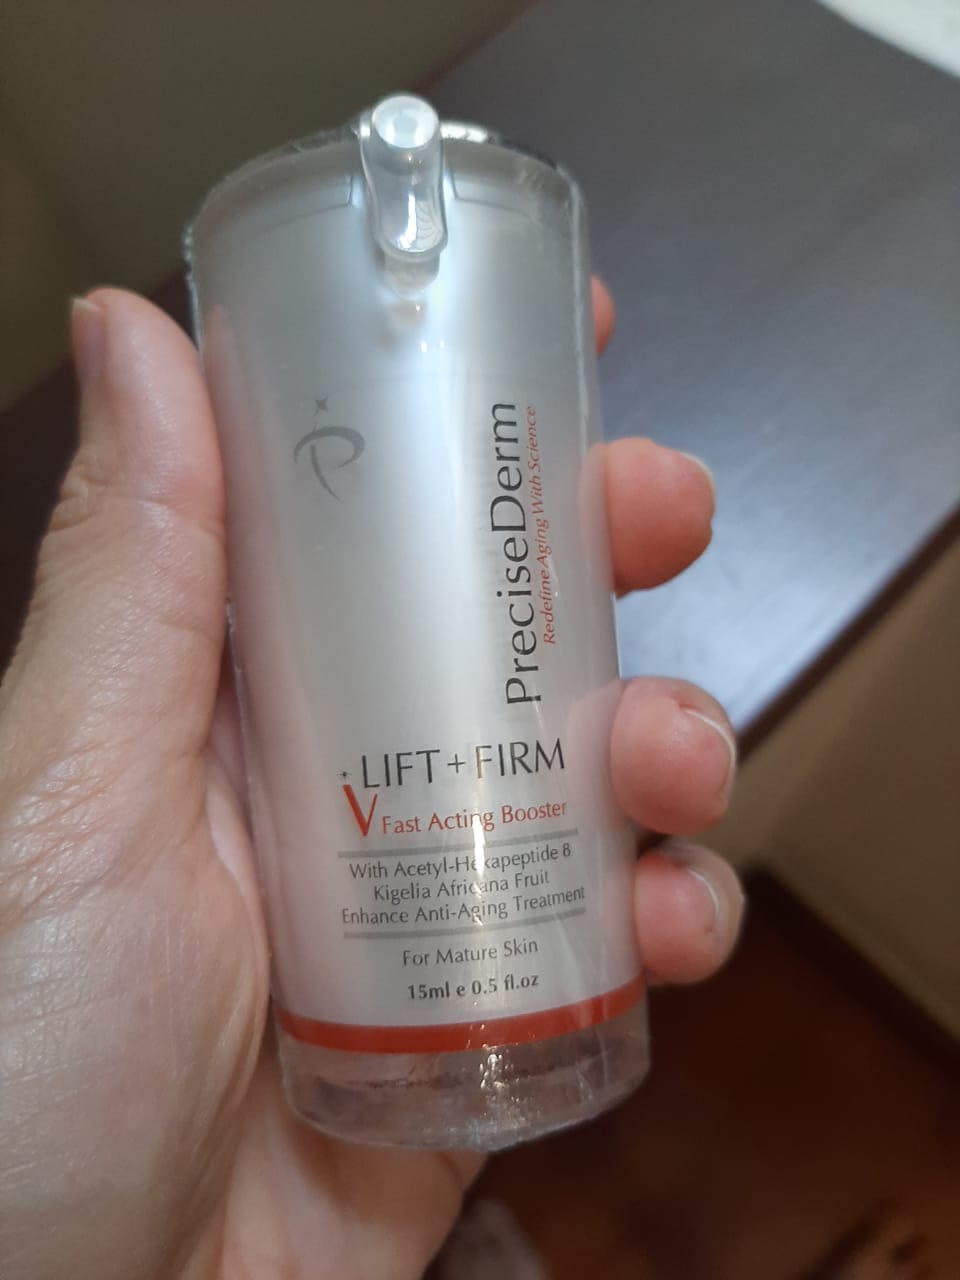 PreciseDerm
Redefine Aging With Science
LIFT + FIRM
V Fast Acting Booster
With Acetyl-Hexapeptide 8
Kigelia Africana Fruit
Enhance Anti-Aging Treatment
For Mature Skin
15ml e 0.5 fl.oz